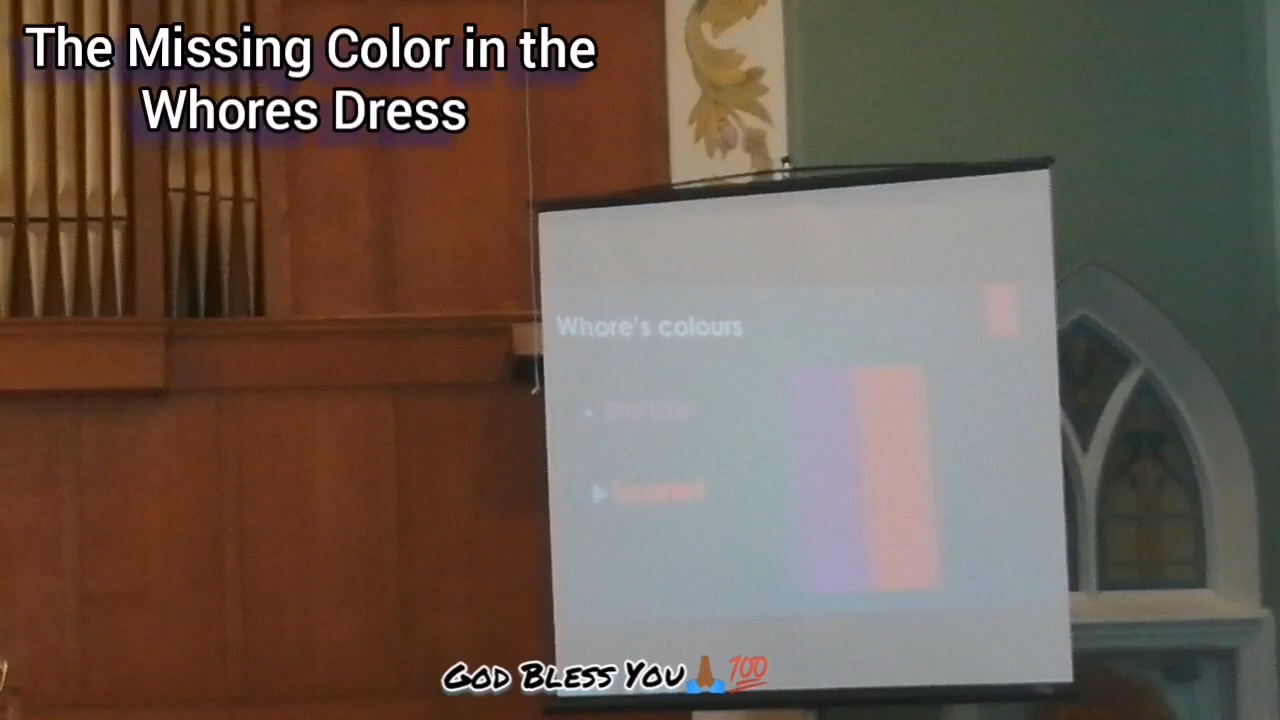 The Missing Color in the
Whores Dress
Whore's colours
purple
Scarlet
God Bless You🙏🏾💯